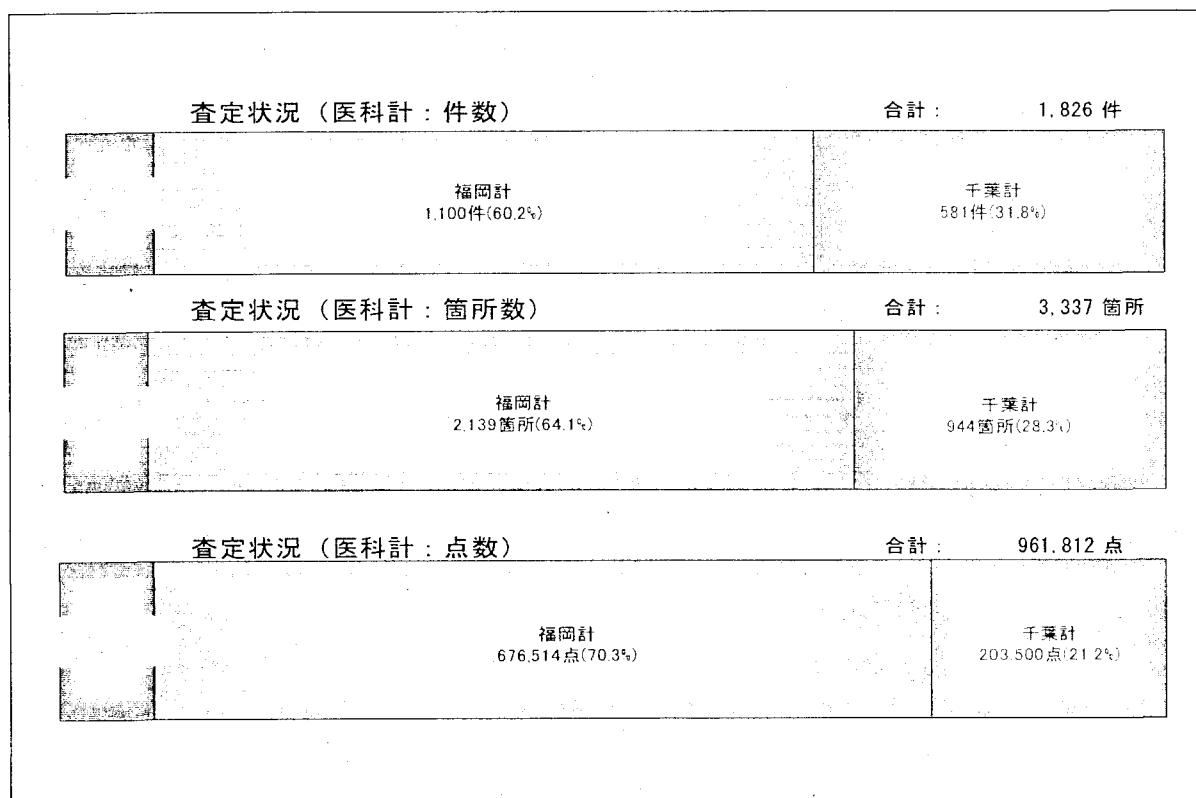 査定状況（医科計：件数） 合計： 1,826 件
福岡計 千葉計
1,100件(60.2%) 581件(31.8%)
査定状況（医科計：箇所数） 合計： 3,337 箇所
福岡計 千葉計
2,139箇所(64.1%) 944箇所(28.3%)
査定状況（医科計：点数） 合計： 961,812 点
福岡計 千葉計
676,514点(70.3%) 203,500点(21.2%)